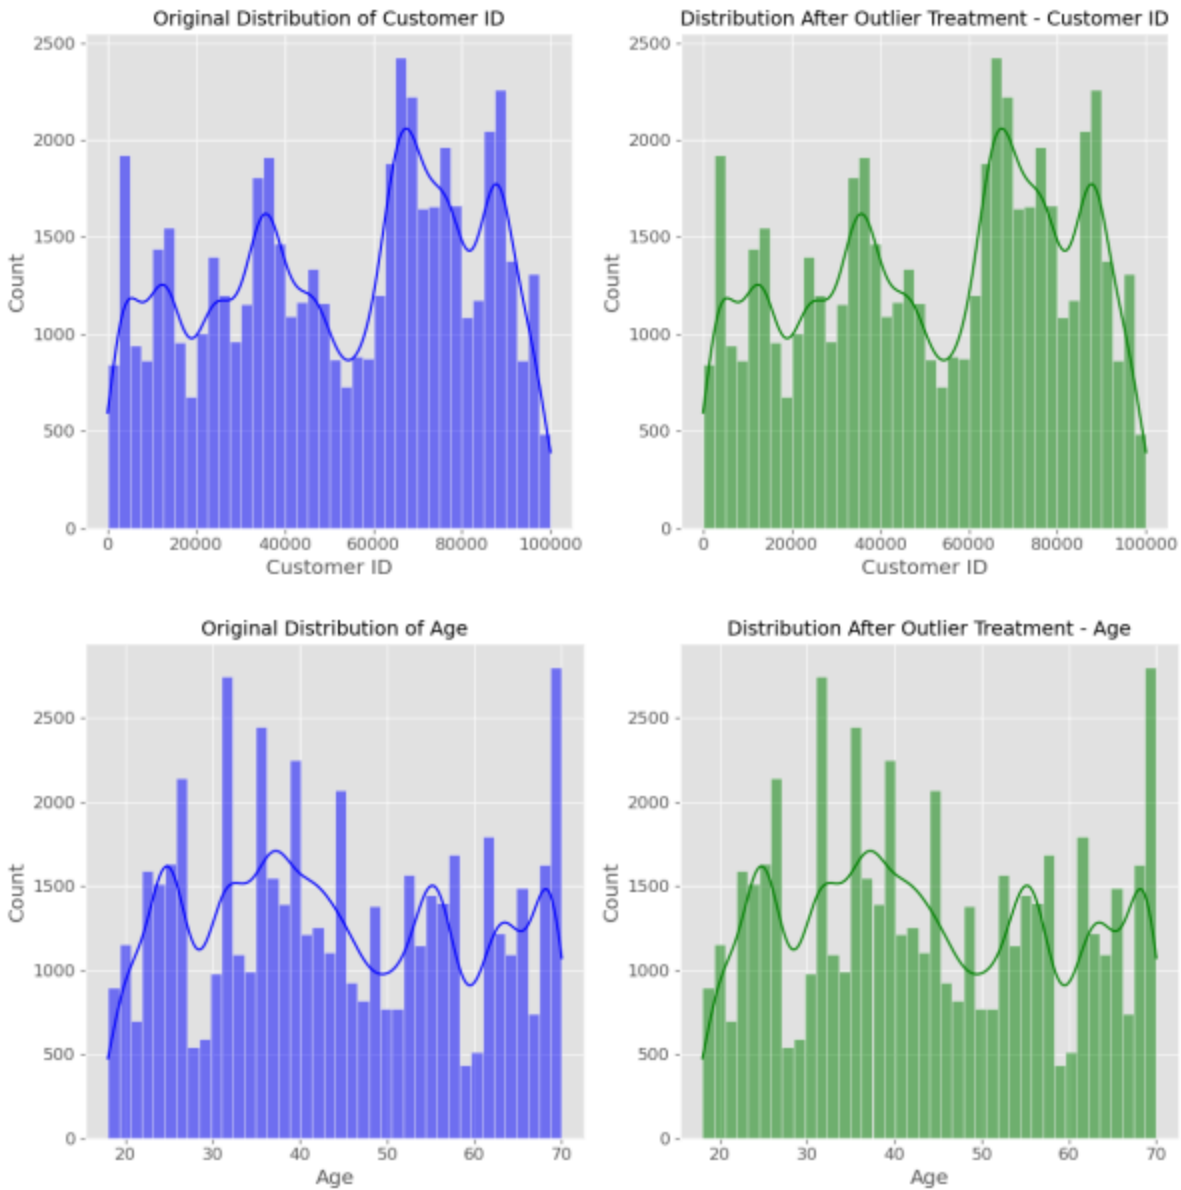 Original Distribution of Customer ID
Distribution After Outlier Treatment - Customer ID
2500
2000
1500
1000
500
0
Count
0 20000 40000 60000 80000 100000
Customer ID
2500
2000
1500
1000
500
0
Count
0 20000 40000 60000 80000 100000
Customer ID
Original Distribution of Age
Distribution After Outlier Treatment - Age
2500
2000
1500
1000
500
0
Count
20 30 40 50 60 70
Age
2500
2000
1500
1000
500
0
Count
20 30 40 50 60 70
Age